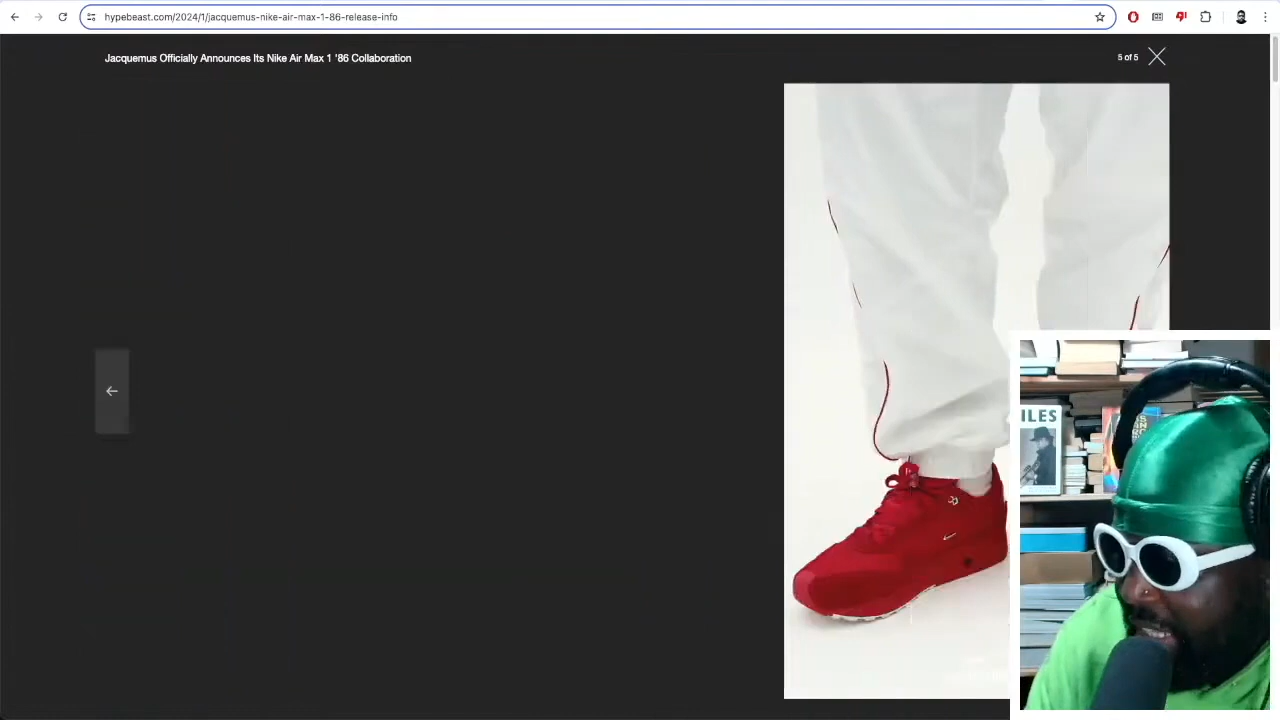 hypebeast.com/2024/1/jacquemus-nike-air-max-1-86-release-info
Jacquemus Officially Announces Its Nike Air Max 1 '86 Collaboration
5 of 5
ILES